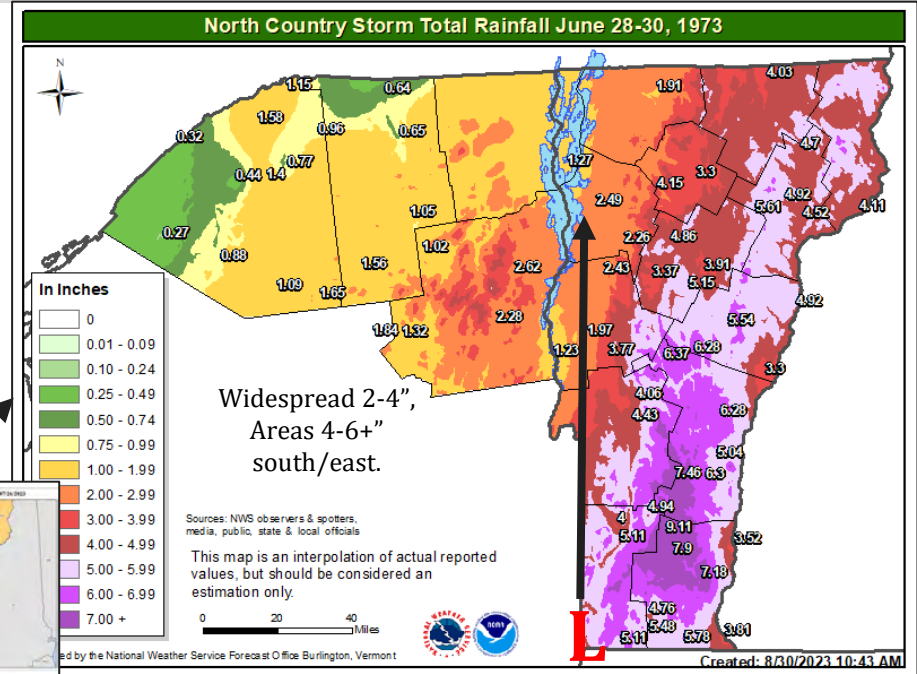 North Country Storm Total Rainfall June 28-30, 1973
N
1.15
0.64
1.91
4.03
1.58
0.32
0.96
0.65
4.7
0.77
1.27
0.44
1.4
3.3
4.15
4.92
2.49
5.61
4.52
4.11
1.05
0.27
0.88
1.02
2.26
4.86
1.56
2.62
2.43
3.37
3.91
5.15
1.09
1.65
4.92
2.28
5.54
1.84
1.32
1.97
1.23
3.77
6.37
6.28
3.3
4.06
4.43
6.28
5.04
7.46
6.3
4.94
4
9.11
5.11
7.9
3.52
7.18
4.76
5.48
5.11
5.78
3.81
L
In Inches
0
0.01 - 0.09
0.10 - 0.24
0.25 - 0.49
0.50 - 0.74
0.75 - 0.99
1.00 - 1.99
2.00 - 2.99
3.00 - 3.99
4.00 - 4.99
5.00 - 5.99
6.00 - 6.99
7.00 +
Widespread 2-4”,
Areas 4-6+”
south/east.
Sources: NWS observers & spotters,
media, public, state & local officials
This map is an interpolation of actual reported
values, but should be considered an
estimation only.
0 20 40
Miles
NATIONAL WEATHER SERVICE
noaa
ed by the National Weather Service Forecast Office Burlington, Vermont
Created: 8/30/2023 10:43 AM